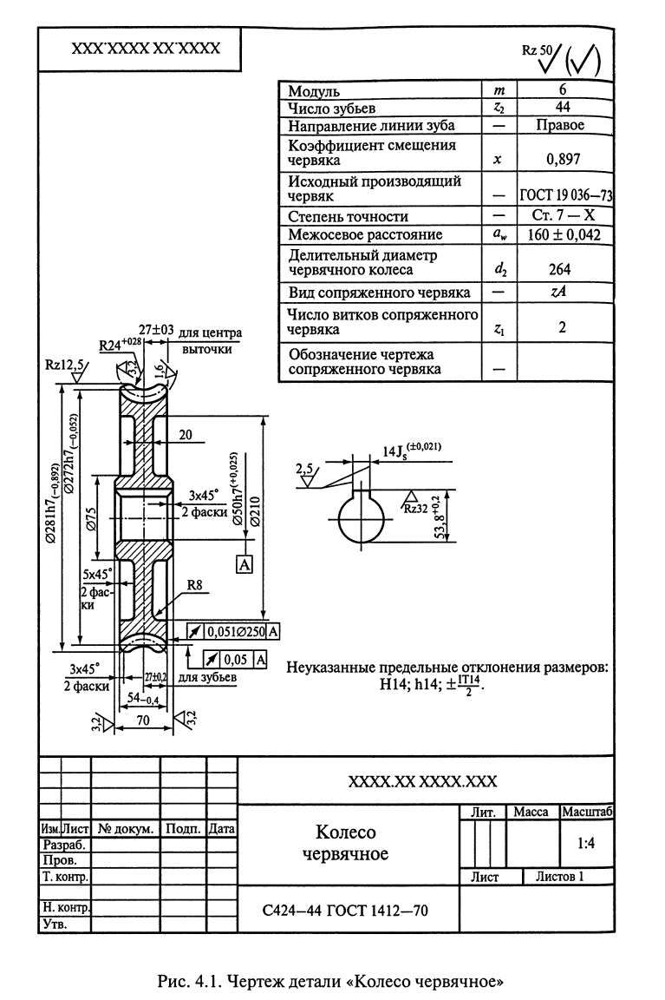 XXX˙XXXX XX˙XXXX
Rz 50 (✓)
Модуль m 6
Число зубьев z₂ 44
Направление линии зуба — Правое
Коэффициент смещения
червяка x 0,897
Исходный производящий
червяк — ГОСТ 19 036—73
Степень точности — Ст. 7 — X
Межосевое расстояние aw 160 ± 0,042
Делительный диаметр
червячного колеса d₂ 264
Вид сопряженного червяка — zA
Число витков сопряженного
червяка z₁ 2
Обозначение чертежа
сопряженного червяка —
27±03 для центра
выточки
R24⁺⁰²⁸
Rz12,5
3,2
1,6
20
Ø281h7(−0,892)
Ø272h7(−0,052)
Ø75
3х45°
2 фаски
Ø50h7(+0,025)
Ø210
A
5х45°
2 фас-
ки
R8
0,051Ø250 A
0,05 A
3х45°
2 фаски
27±0,2
для зубьев
54₋₀,₄
3,2
70
3,2
14Jₛ(±0,021)
2,5
Rz32
53,8⁺⁰·²
Неуказанные предельные отклонения размеров:
H14; h14; ±IT14/2.
XXXX.XX XXXX.XXX
Изм. Лист № докум. Подп. Дата
Разраб.
Пров.
Т. контр.
Н. контр.
Утв.
Колесо
червячное
Лит. Масса Масштаб
1:4
Лист Листов 1
С424—44 ГОСТ 1412—70
Рис. 4.1. Чертеж детали «Колесо червячное»